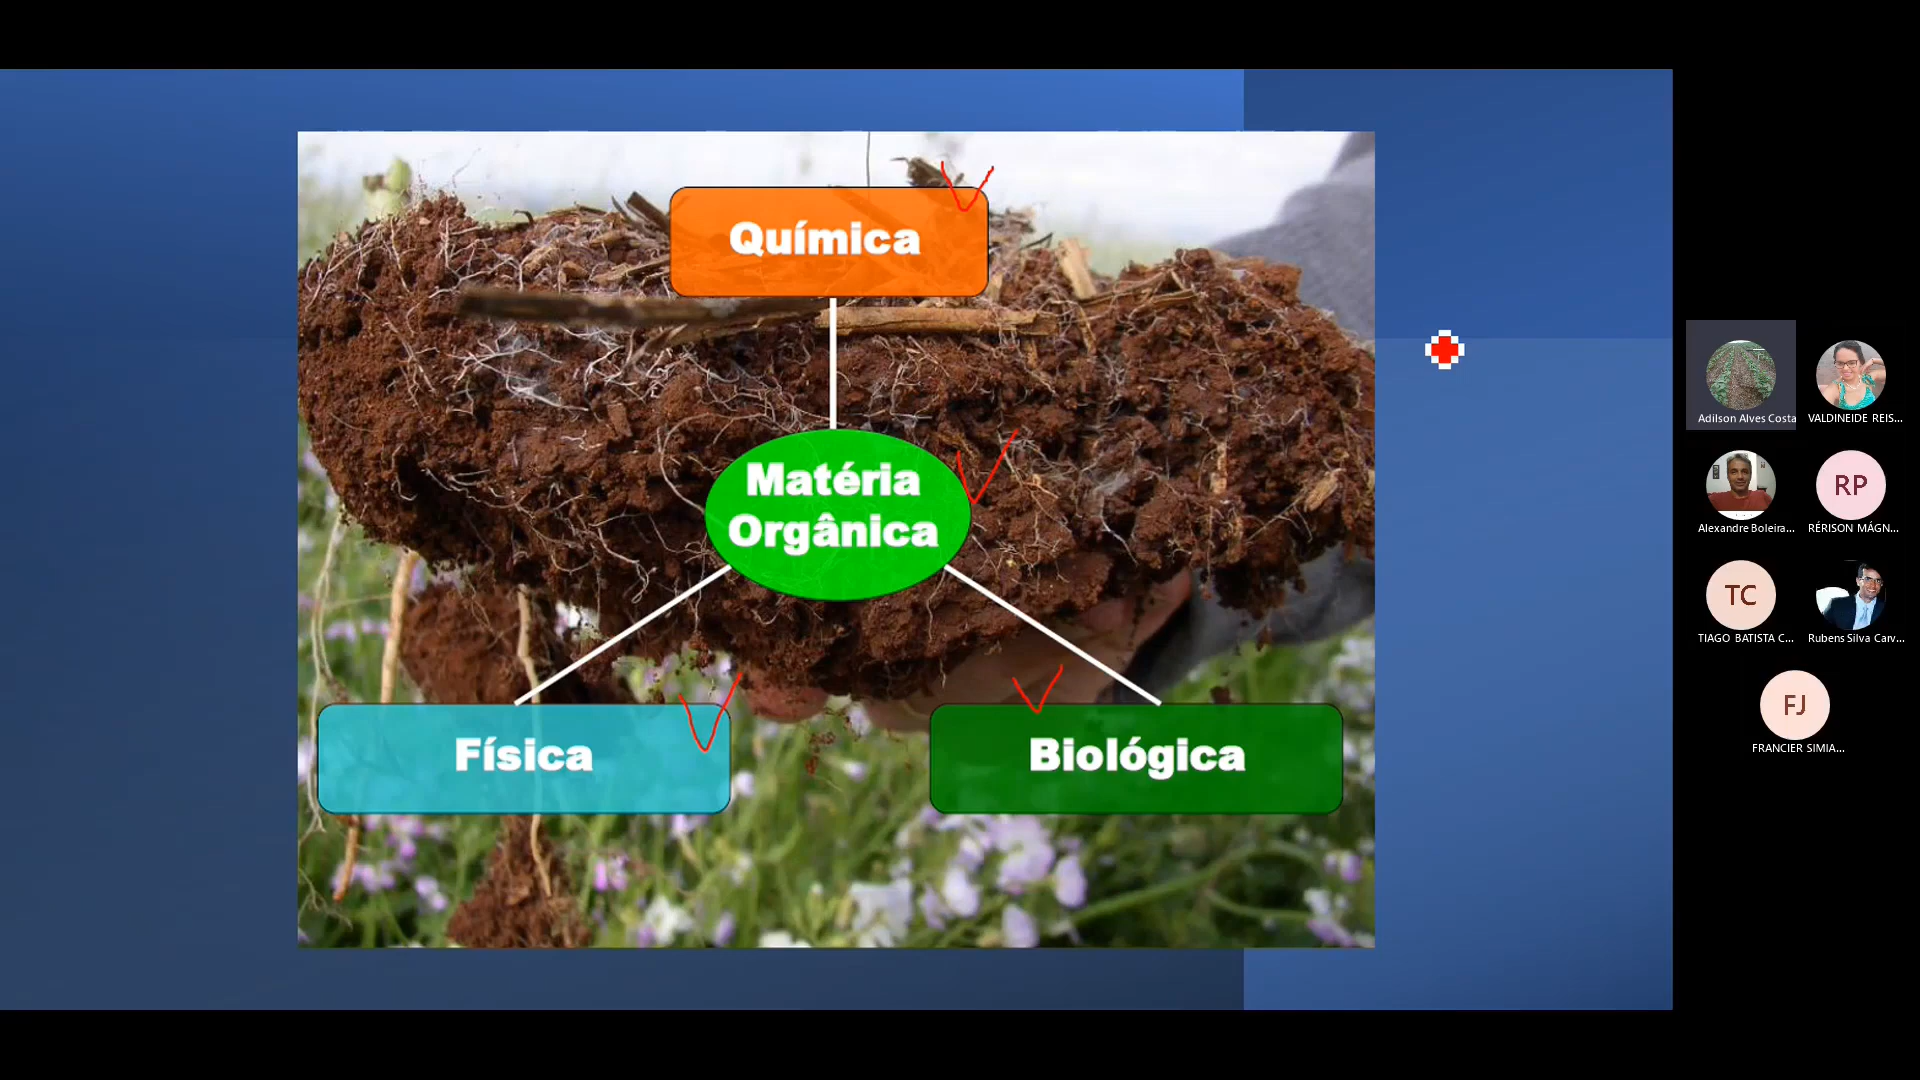 Química
Matéria
Orgânica
Física
Biológica
Adilson Alves Costa
VALDINEIDE REIS...
Alexandre Boleira...
RP
RÉRISON MÁGN...
TC
TIAGO BATISTA C...
Rubens Silva Carv...
FJ
FRANCIER SIMIA...